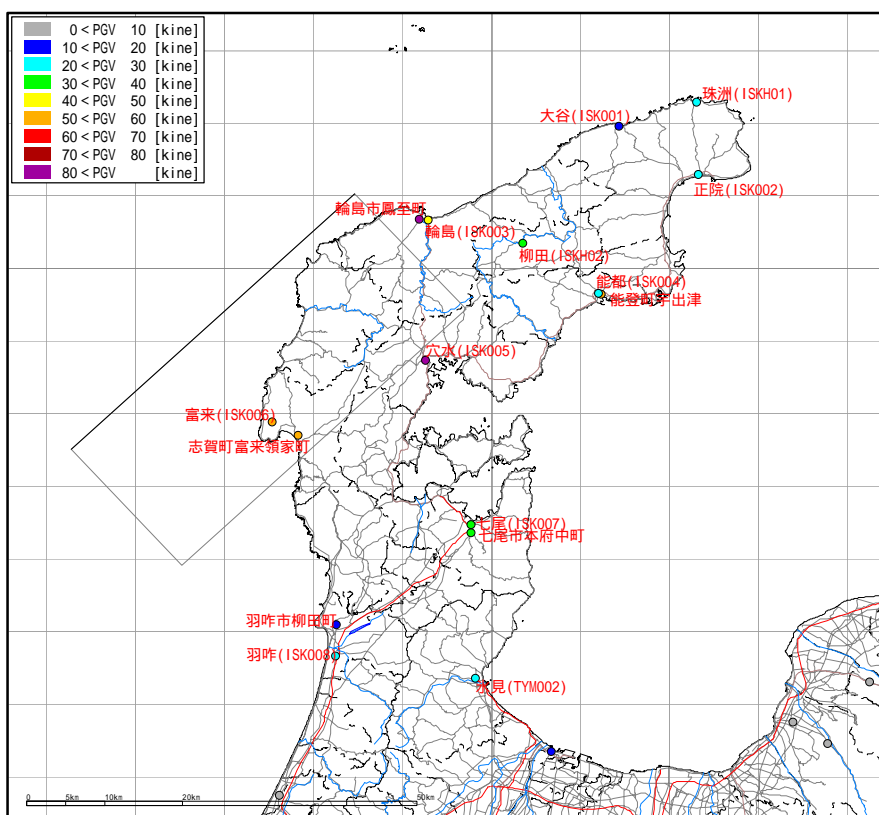 0 < PGV 10 [kine]
10 < PGV 20 [kine]
20 < PGV 30 [kine]
30 < PGV 40 [kine]
40 < PGV 50 [kine]
50 < PGV 60 [kine]
60 < PGV 70 [kine]
70 < PGV 80 [kine]
80 < PGV [kine]
珠洲(ISKH01)
大谷(ISK001)
正院(ISK002)
輪島市鳳至町
輪島(ISK003)
柳田(ISKH02)
能都(ISK004)
能登町宇出津
穴水(ISK005)
富来(ISK006)
志賀町富来領家町
七尾(ISK007)
七尾市本府中町
羽咋市柳田町
羽咋(ISK008
氷見(TYM002)
0 5km 10km 20km 50km